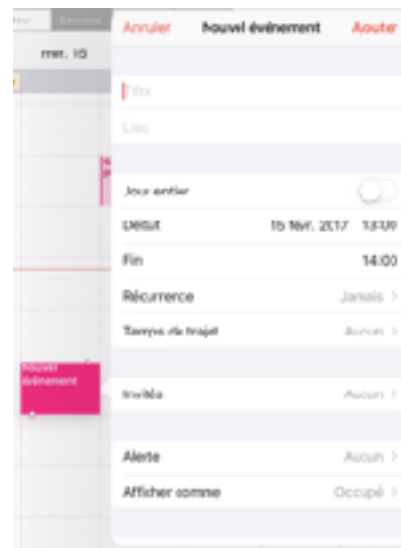 Semaine
mer. 15
Annuler Nouvel événement Ajouter
Titre
Lieu
Jour entier
Début 15 févr. 2017 13:00
Fin 14:00
Récurrence Jamais >
Temps de trajet Aucun >
Nouvel
événement
Invités Aucun >
Alerte Aucun >
Afficher comme Occupé >